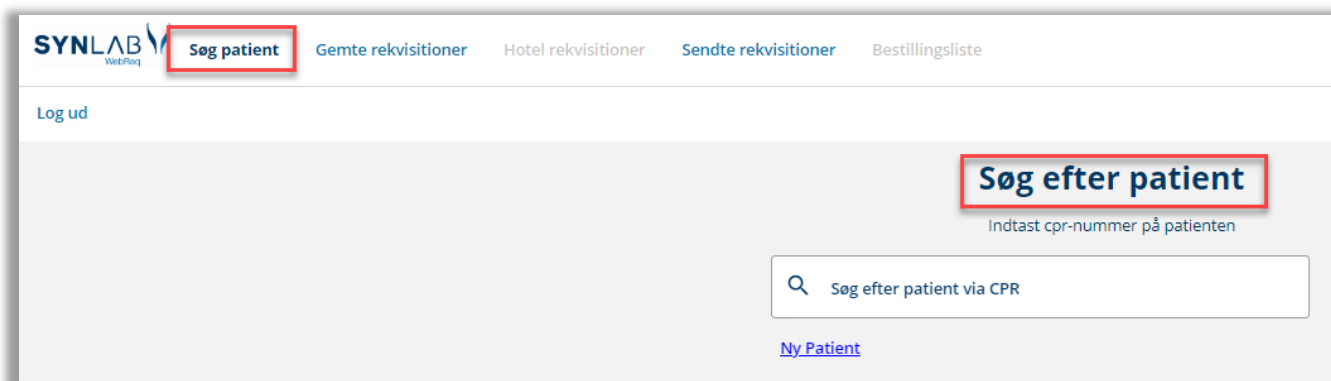 SYNLAB WebReq Søg patient Gemte rekvisitioner Hotel rekvisitioner Sendte rekvisitioner Bestillingsliste
Log ud
Søg efter patient
Indtast cpr-nummer på patienten
Søg efter patient via CPR
Ny Patient